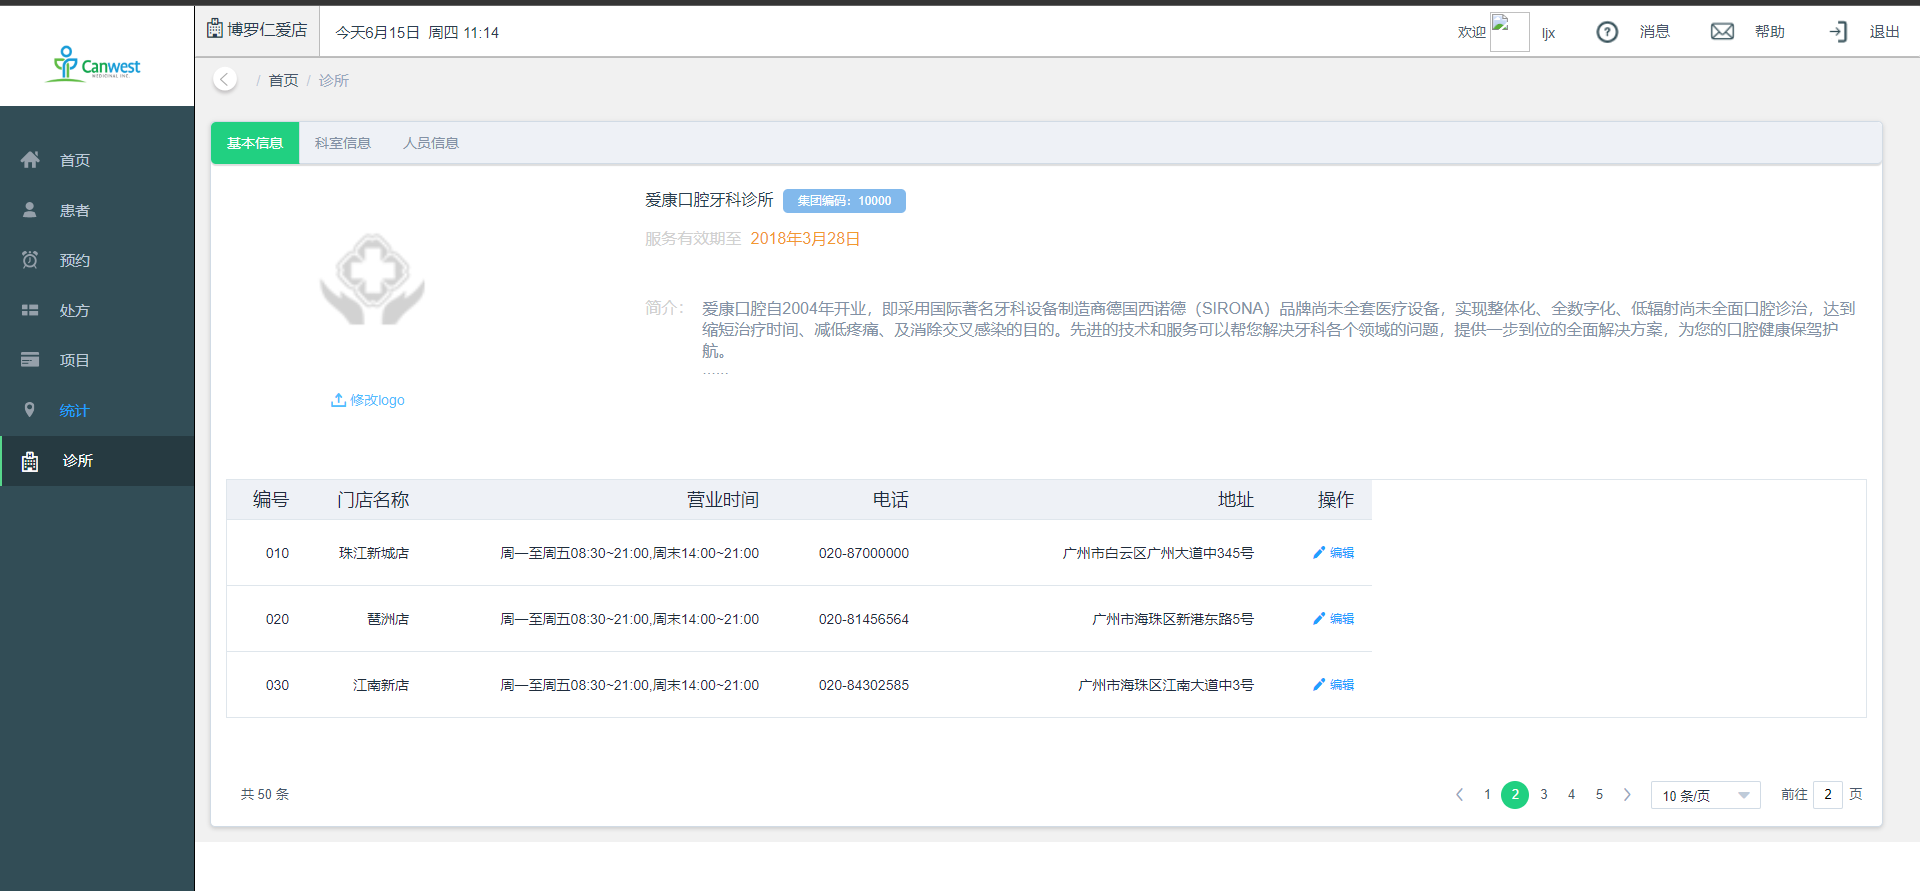 Canwest
MEDICINAL INC.
博罗仁爱店
今天6月15日 周四 11:14
欢迎
ljx
消息
帮助
退出
/ 首页 / 诊所
首页
患者
预约
处方
项目
统计
诊所
基本信息
科室信息
人员信息
爱康口腔牙科诊所
集团编码：10000
服务有效期至 2018年3月28日
简介：
爱康口腔自2004年开业，即采用国际著名牙科设备制造商德国西诺德（SIRONA）品牌尚未全套医疗设备，实现整体化、全数字化、低辐射尚未全面口腔诊治，达到
缩短治疗时间、减低疼痛、及消除交叉感染的目的。先进的技术和服务可以帮您解决牙科各个领域的问题，提供一步到位的全面解决方案，为您的口腔健康保驾护
航。
……
修改logo
编号 门店名称 营业时间 电话 地址 操作
010 珠江新城店 周一至周五08:30~21:00,周末14:00~21:00 020-87000000 广州市白云区广州大道中345号 编辑
020 琶洲店 周一至周五08:30~21:00,周末14:00~21:00 020-81456564 广州市海珠区新港东路5号 编辑
030 江南新店 周一至周五08:30~21:00,周末14:00~21:00 020-84302585 广州市海珠区江南大道中3号 编辑
共 50 条
1 2 3 4 5
10 条/页
前往 2 页